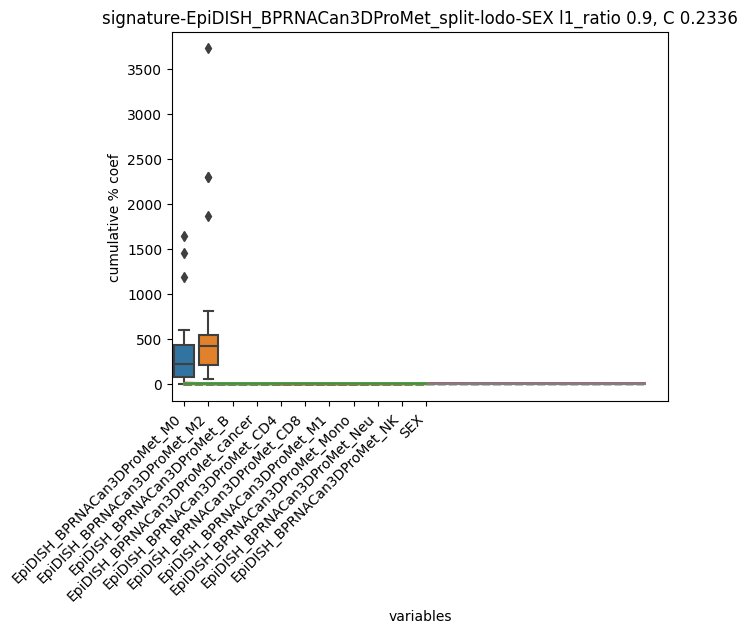 signature-EpiDISH_BPRNACan3DProMet_split-lodo-SEX l1_ratio 0.9, C 0.2336
cumulative % coef
3500
3000
2500
2000
1500
1000
500
0
EpiDISH_BPRNACan3DProMet_M0
EpiDISH_BPRNACan3DProMet_M2
EpiDISH_BPRNACan3DProMet_B
EpiDISH_BPRNACan3DProMet_cancer
EpiDISH_BPRNACan3DProMet_CD4
EpiDISH_BPRNACan3DProMet_CD8
EpiDISH_BPRNACan3DProMet_M1
EpiDISH_BPRNACan3DProMet_Mono
EpiDISH_BPRNACan3DProMet_Neu
EpiDISH_BPRNACan3DProMet_NK
SEX
variables